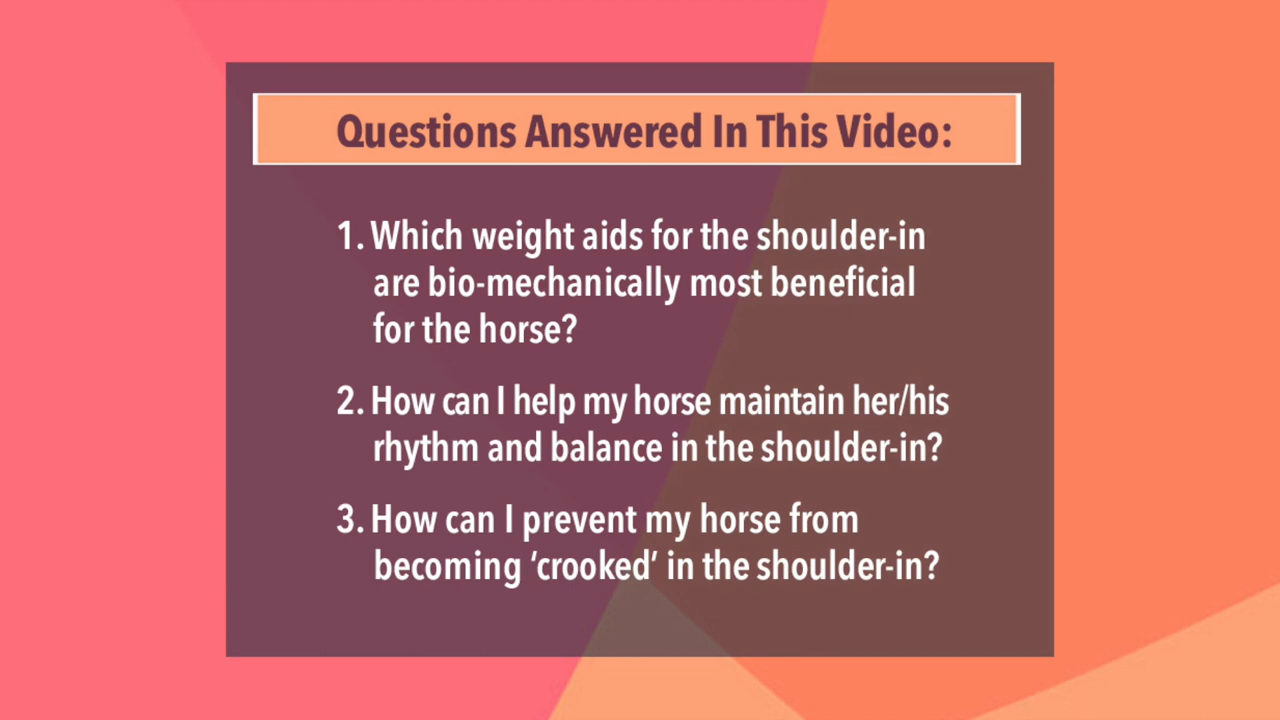 Questions Answered In This Video:
1. Which weight aids for the shoulder-in
are bio-mechanically most beneficial
for the horse?
2. How can I help my horse maintain her/his
rhythm and balance in the shoulder-in?
3. How can I prevent my horse from
becoming ‘crooked’ in the shoulder-in?